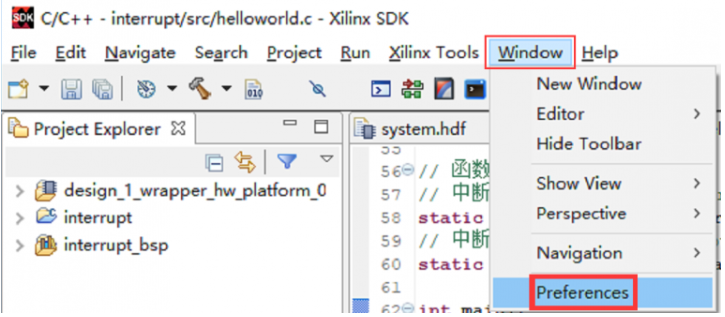 SDK C/C++ - interrupt/src/helloworld.c - Xilinx SDK
File Edit Navigate Search Project Run Xilinx Tools Window Help
010
New Window
Editor
Hide Toolbar
Show View
Perspective
Navigation
Preferences
Project Explorer
design_1_wrapper_hw_platform_0
interrupt
interrupt_bsp
system.hdf
55
56 // 函数
57 // 中断
58 static
59 // 中断
60 static
61
62 int mai